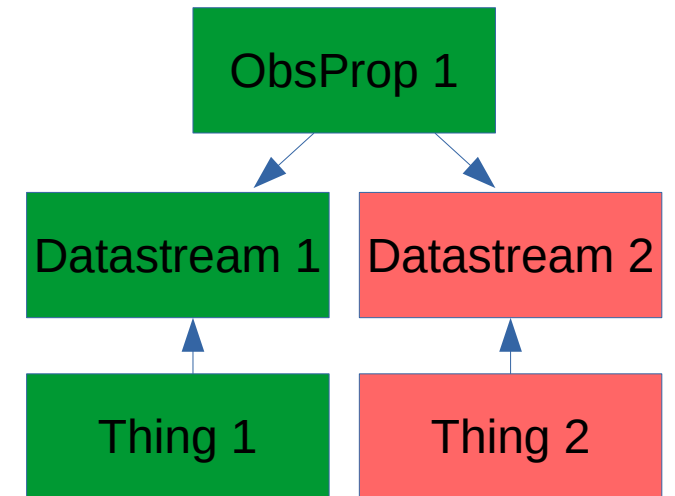 ObsProp 1
Datastream 1
Datastream 2
Thing 1
Thing 2